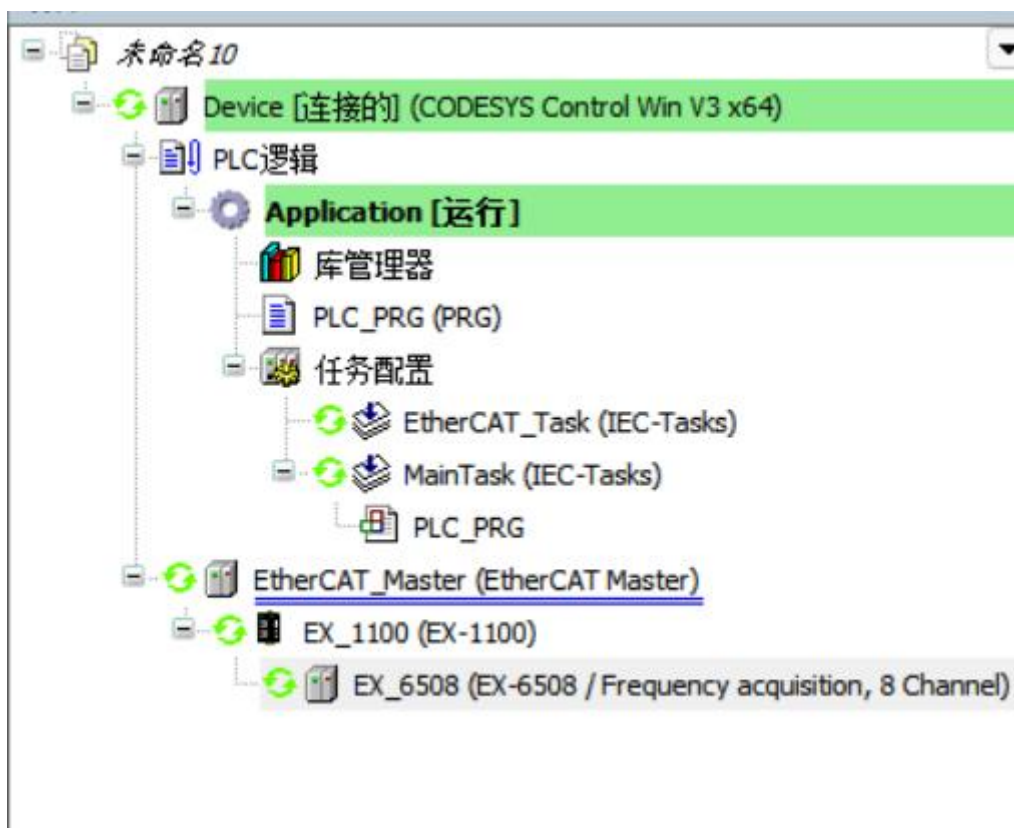 未命名10
Device [连接的] (CODESYS Control Win V3 x64)
PLC逻辑
Application [运行]
库管理器
PLC_PRG (PRG)
任务配置
EtherCAT_Task (IEC-Tasks)
MainTask (IEC-Tasks)
PLC_PRG
EtherCAT_Master (EtherCAT Master)
EX_1100 (EX-1100)
EX_6508 (EX-6508 / Frequency acquisition, 8 Channel)